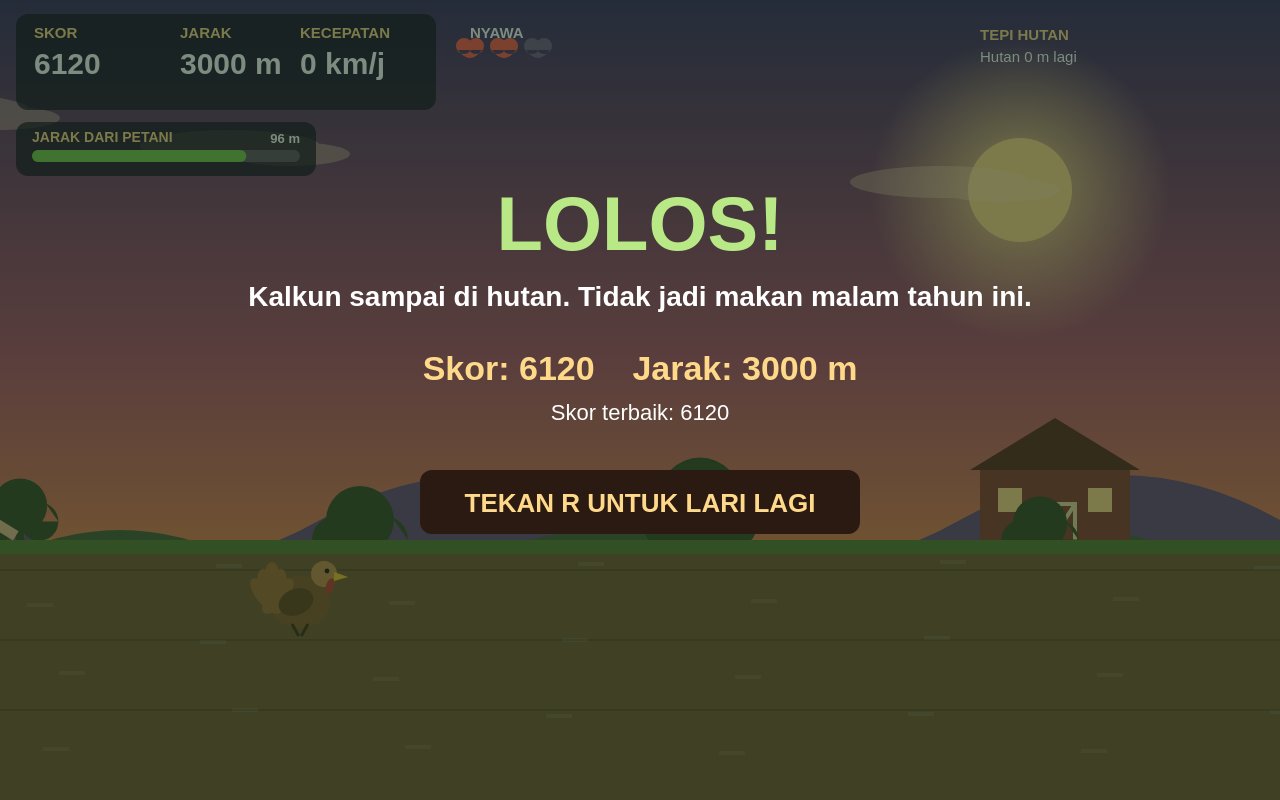 SKOR
6120
JARAK
3000 m
KECEPATAN
0 km/j
NYAWA
TEPI HUTAN
Hutan 0 m lagi
JARAK DARI PETANI
96 m
LOLOS!
Kalkun sampai di hutan. Tidak jadi makan malam tahun ini.
Skor: 6120 Jarak: 3000 m
Skor terbaik: 6120
TEKAN R UNTUK LARI LAGI